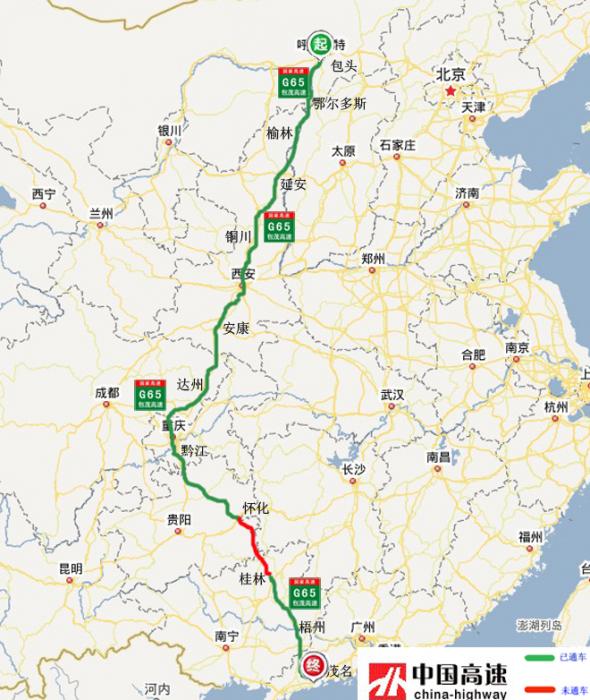 呼
起
特
包头
北京
国家高速
G65
包茂高速
鄂尔多斯
天津
银川
榆林
太原
石家庄
延安
西宁
兰州
济南
国家高速
G65
包茂高速
铜川
郑州
西安
安康
合肥
南京
上
达州
国家高速
G65
包茂高速
成都
武汉
杭州
重庆
黔江
长沙
南昌
怀化
贵阳
福州
昆明
桂林
国家高速
G65
包茂高速
台
梧州
广州
澎湖列岛
南宁
终
茂名
河内
中国高速
china-highway
已通车
未通车